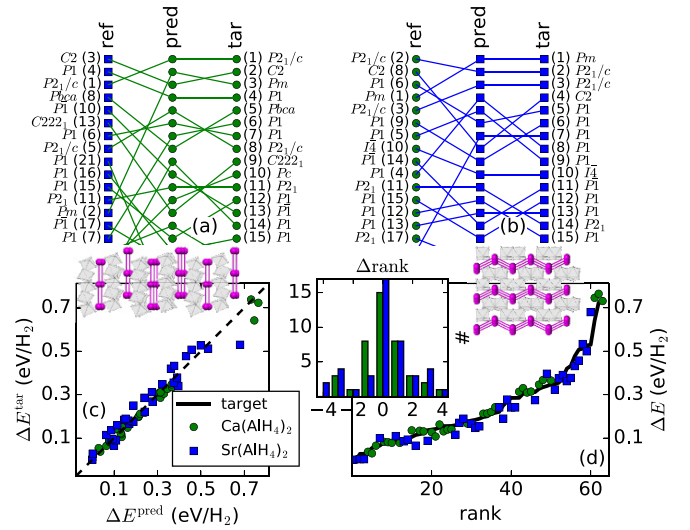 ref pred tar ref pred tar
C2 (3) (1) P2₁/c P2₁/c (2) (1) Pm
P1 (4) (2) C2 C2 (8) (2) P2₁/c
P2₁/c (1) (3) Pm P1 (6) (3) P2₁/c
Pbca (8) (4) P1 Pm (1) (4) C2
P1̅ (10) (5) Pbca P2₁/c (3) (5) P1
C222₁ (13) (6) P1 P1 (9) (6) P1
P1 (6) (7) P1 P1 (5) (7) P1
P2₁/c (5) (8) P2₁/c I4̅ (10) (8) P1
P1 (21) (9) C222₁ P1̅ (14) (9) P1
P1 (16) (10) Pc P1 (4) (10) I4̅
P1 (15) (11) P2₁ P2₁ (11) (11) P1̅
P2₁ (11) (12) P1 P1 (15) (12) P1
Pm (2) (13) P1̅ P1 (12) (13) P1
P1̅ (17) (14) P1 P1 (13) (14) P2₁
P1 (7) (15) P1 P2₁ (17) (15) P1
(a) (b)
Δrank
15
10
5
#
−4 −2 0 2 4
0.7
0.5
0.3
0.1
ΔE^tar (eV/H₂)
(c)
target
Ca(AlH₄)₂
Sr(AlH₄)₂
0.1 0.3 0.5 0.7
ΔE^pred (eV/H₂)
0.7
0.5
0.3
0.1
ΔE (eV/H₂)
(d)
20 40 60
rank